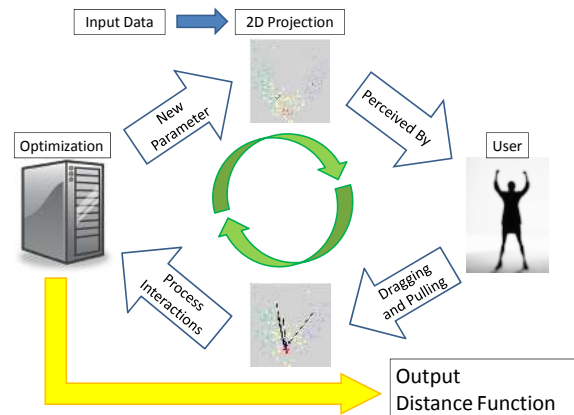 Input Data
2D Projection
New
Parameter
Perceived By
Optimization
User
Process
Interactions
Dragging
and Pulling
Output
Distance Function